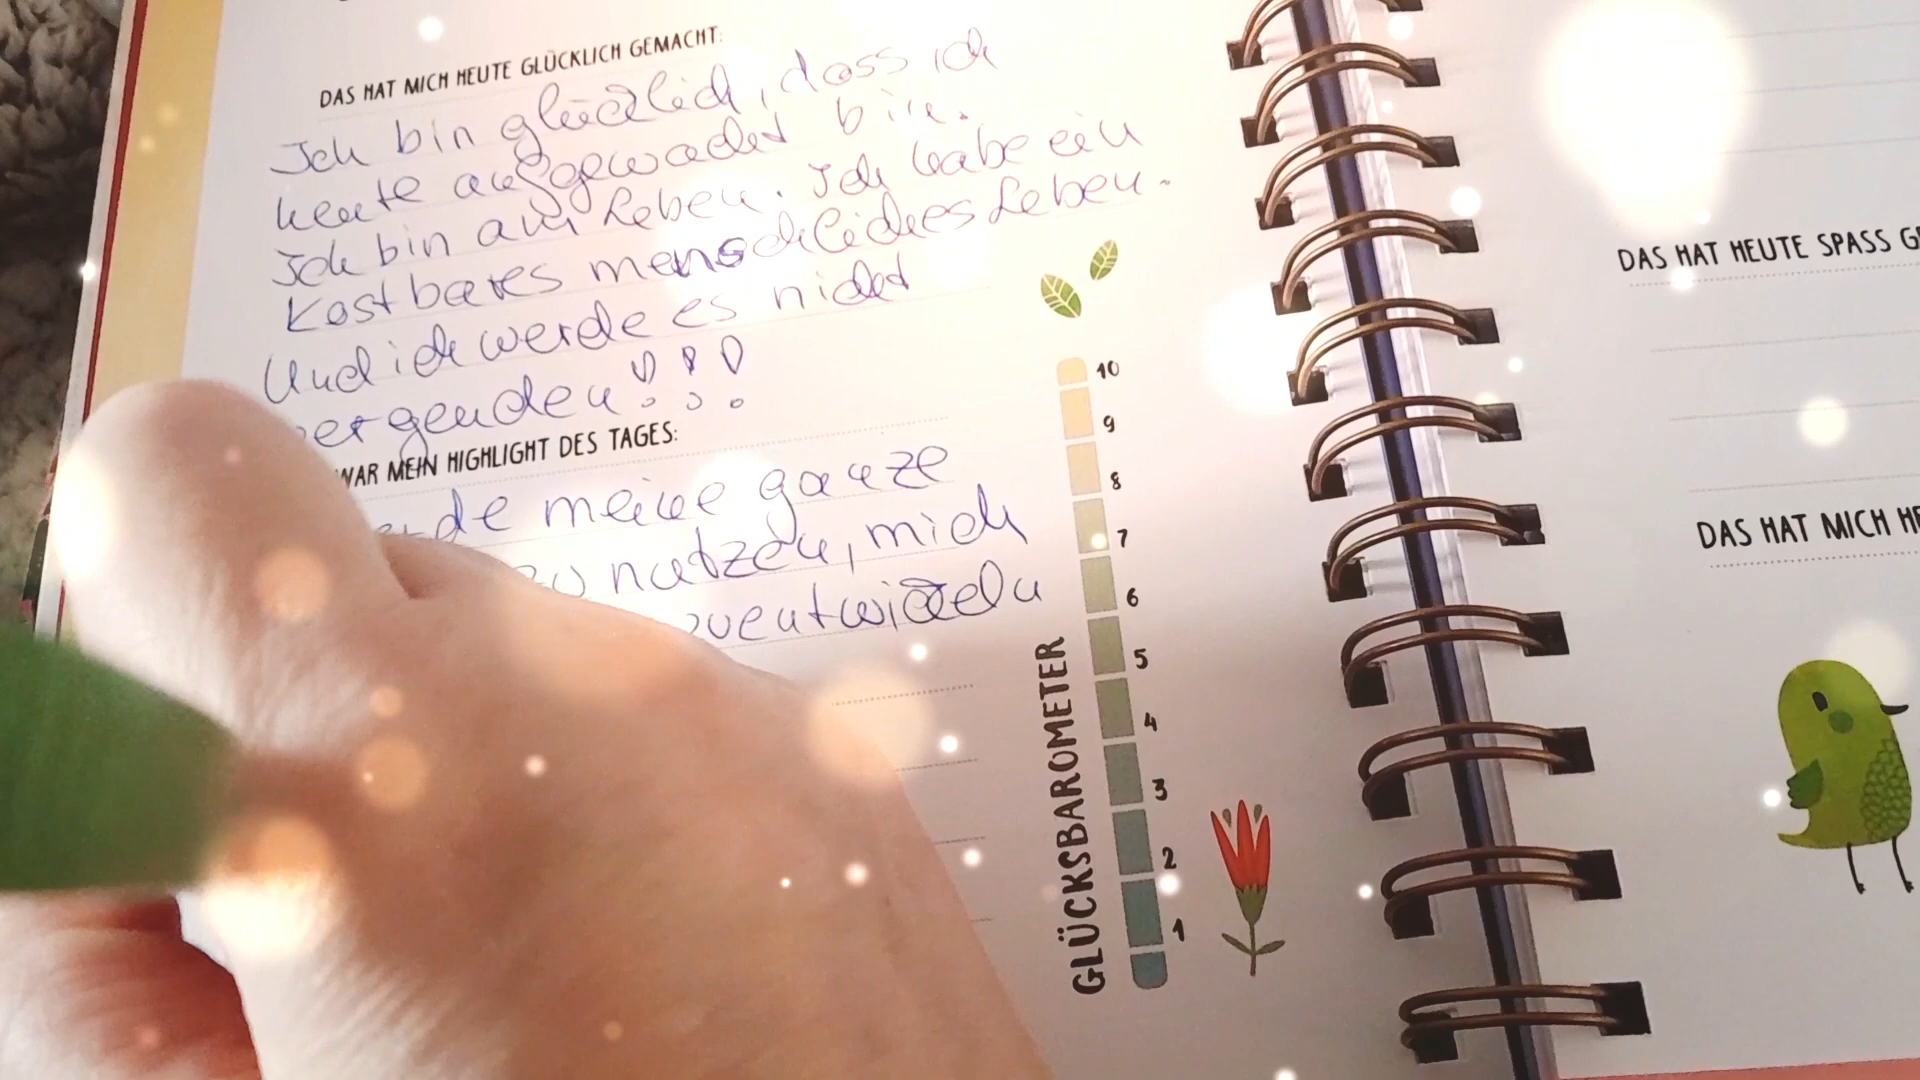 DAS HAT MICH HEUTE GLÜCKLICH GEMACHT:
Ich bin glücklich, dass ich
heute aufgewacht bin.
Ich bin am Leben. Ich habe ein
Kostbares menschliches Leben.
Und ich werde es nicht
vergeuden!!!
WAR MEIN HIGHLIGHT DES TAGES:
meine ganze
zu nutzen, mich
GLÜCKSBAROMETER
10
9
8
7
6
5
4
3
2
1
DAS HAT HEUTE SPASS
DAS HAT MICH